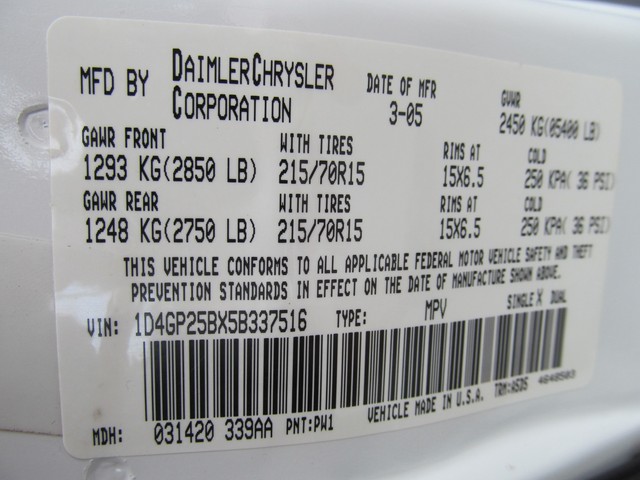 MFD BY DAIMLERCHRYSLER CORPORATION DATE OF MFR 3-05 GVWR 2450 KG(05400 LB)
GAWR FRONT WITH TIRES RIMS AT COLD
1293 KG(2850 LB) 215/70R15 15X6.5 250 KPA( 36 PSI)
GAWR REAR WITH TIRES RIMS AT COLD
1248 KG(2750 LB) 215/70R15 15X6.5 250 KPA( 36 PSI)
THIS VEHICLE CONFORMS TO ALL APPLICABLE FEDERAL MOTOR VEHICLE SAFETY AND THEFT
PREVENTION STANDARDS IN EFFECT ON THE DATE OF MANUFACTURE SHOWN ABOVE.
VIN: 1D4GP25BX5B337516 TYPE: MPV SINGLE X DUAL
MDH: 031420 339AA PNT:PW1 VEHICLE MADE IN U.S.A. TRM:A5D5 4648503